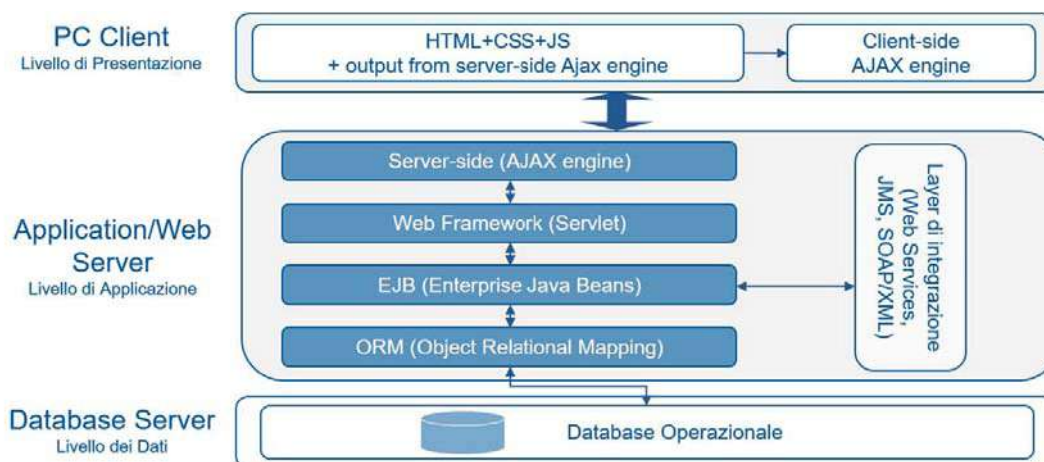 PC Client
Livello di Presentazione
HTML+CSS+JS
+ output from server-side Ajax engine
Client-side
AJAX engine
Application/Web
Server
Livello di Applicazione
Server-side (AJAX engine)
Web Framework (Servlet)
EJB (Enterprise Java Beans)
ORM (Object Relational Mapping)
Layer di integrazione
(Web Services,
JMS, SOAP/XML)
Database Server
Livello dei Dati
Database Operazionale